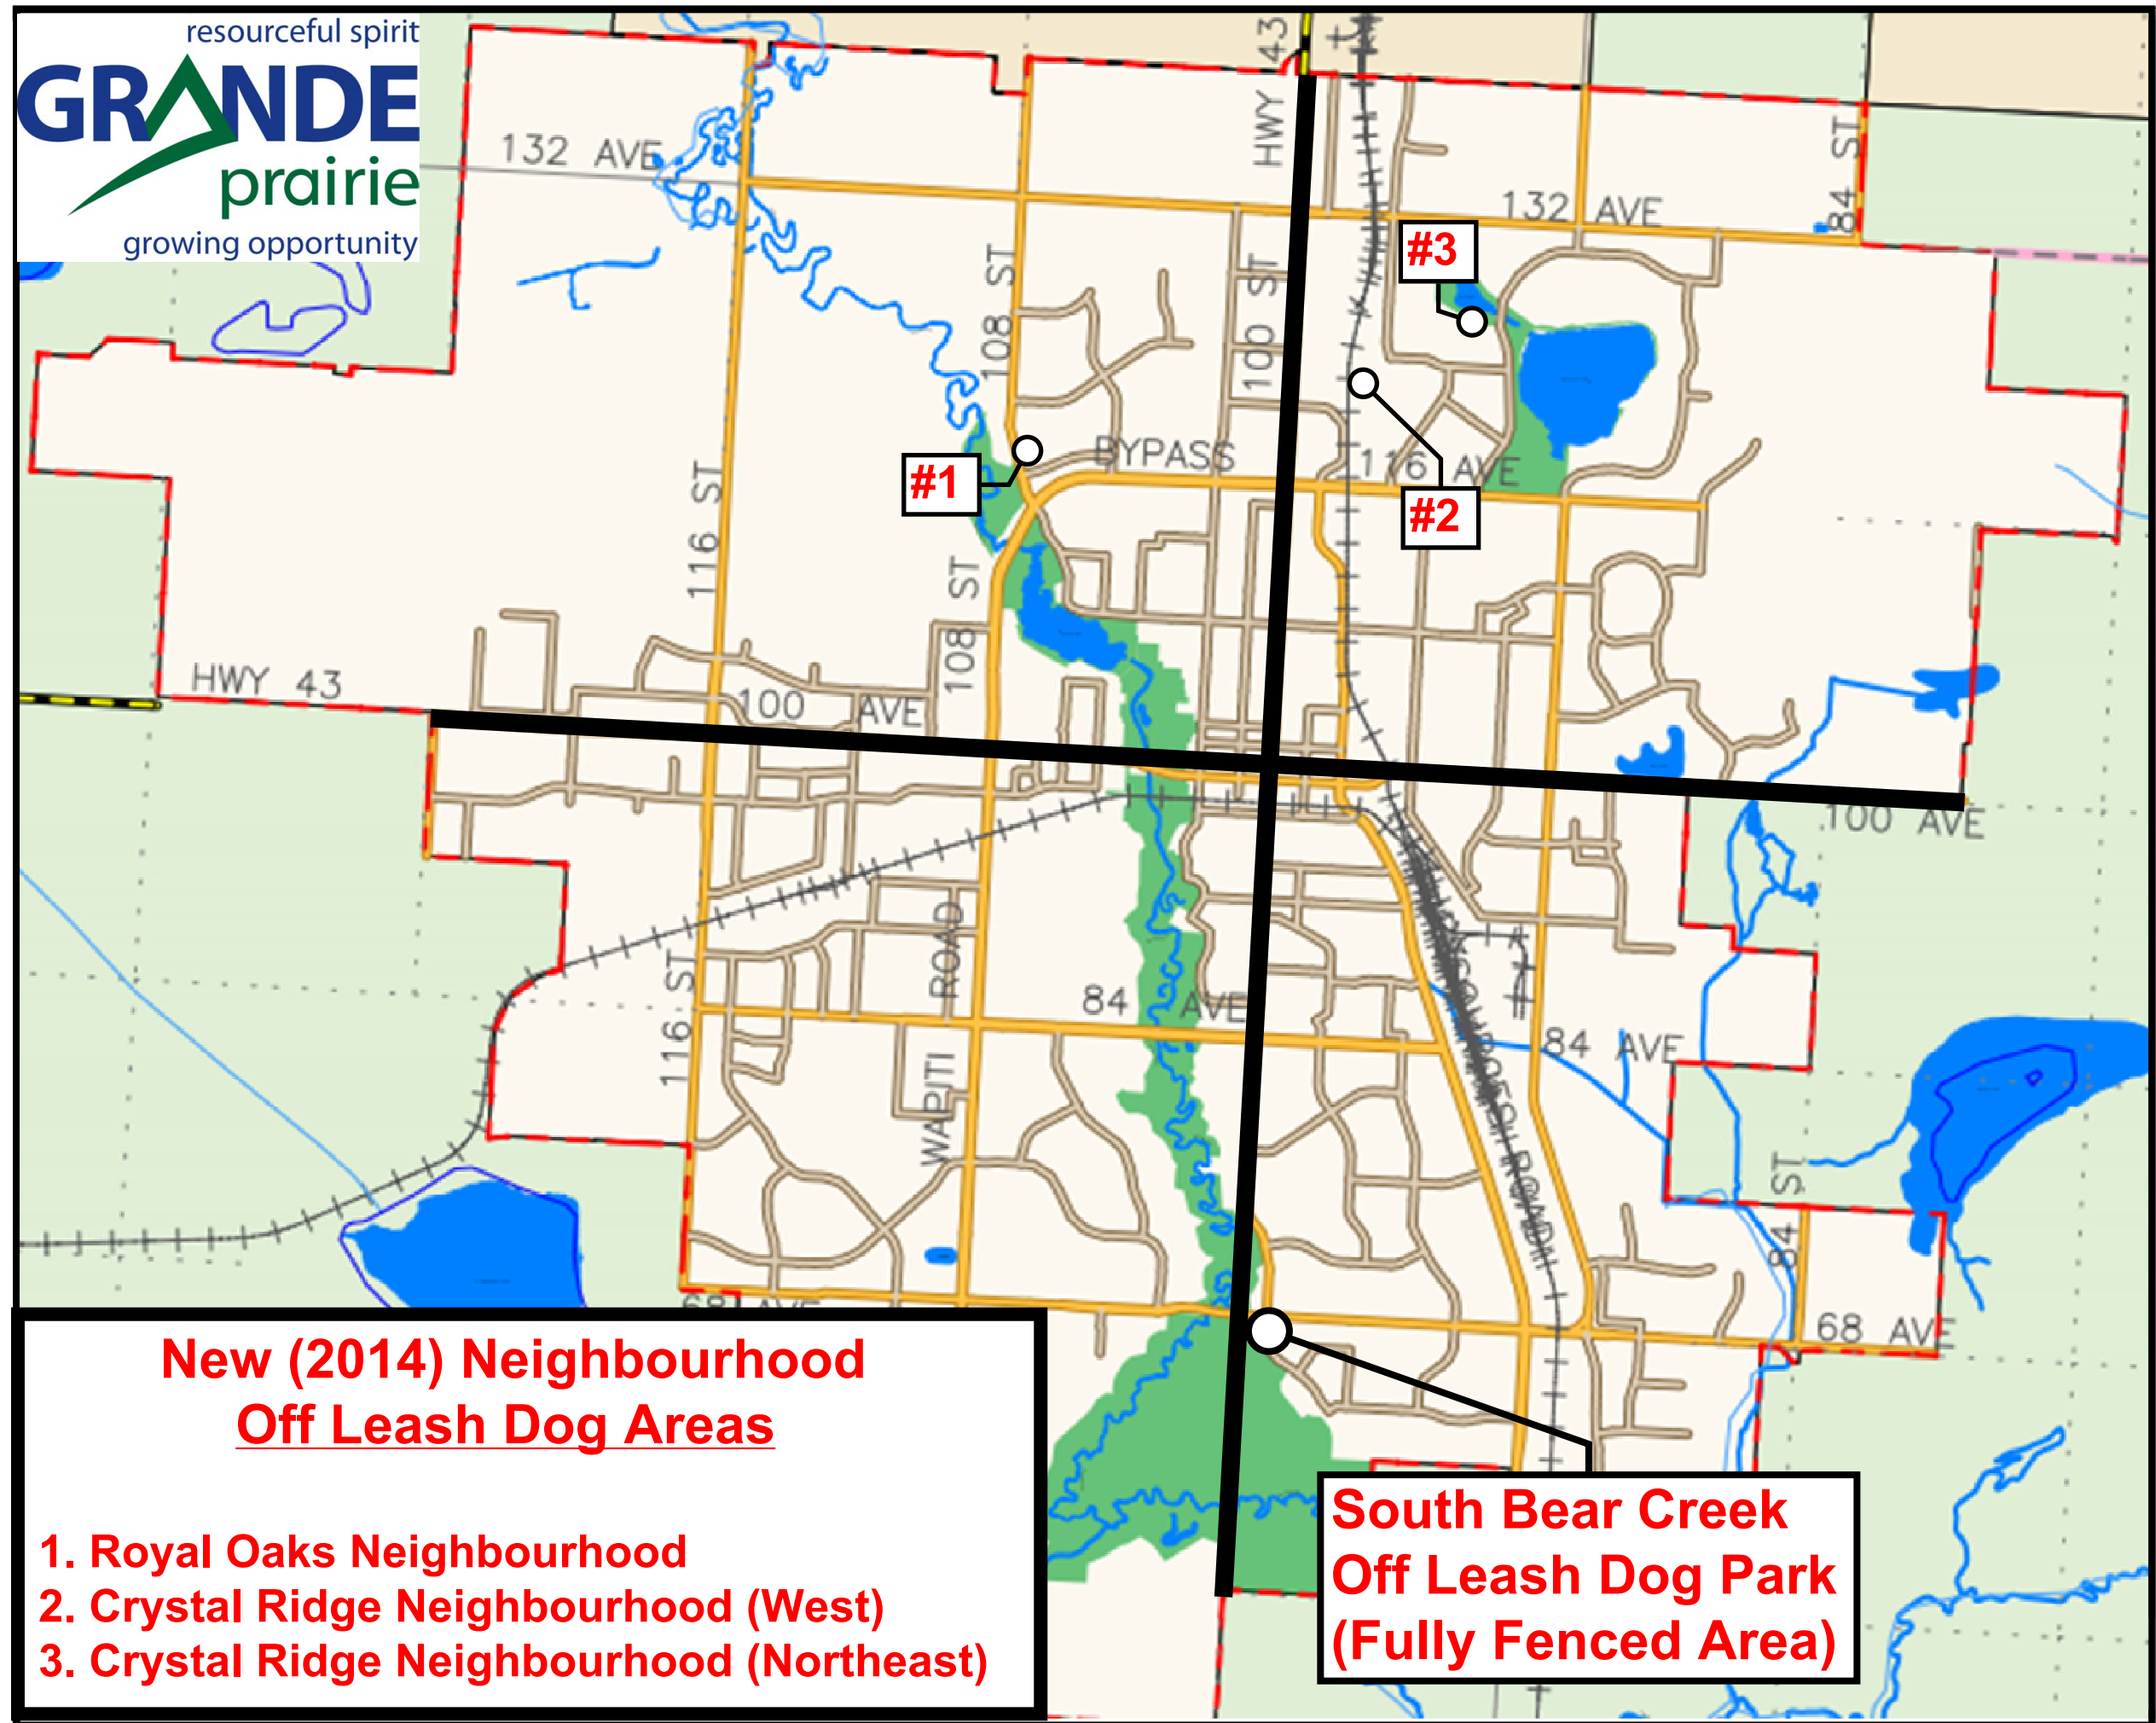 resourceful spirit
GRANDE
prairie
growing opportunity
HWY 43
132 AVE
132 AVE
84 ST
#3
108 ST
100 ST
BYPASS
116 AVE
#1
#2
116 ST
108 ST
HWY 43
100 AVE
100 AVE
ROAD
WAPITI
116 ST
84 AVE
84 AVE
84 ST
68 AVE
68 AVE
New (2014) Neighbourhood
Off Leash Dog Areas
1. Royal Oaks Neighbourhood
2. Crystal Ridge Neighbourhood (West)
3. Crystal Ridge Neighbourhood (Northeast)
South Bear Creek
Off Leash Dog Park
(Fully Fenced Area)